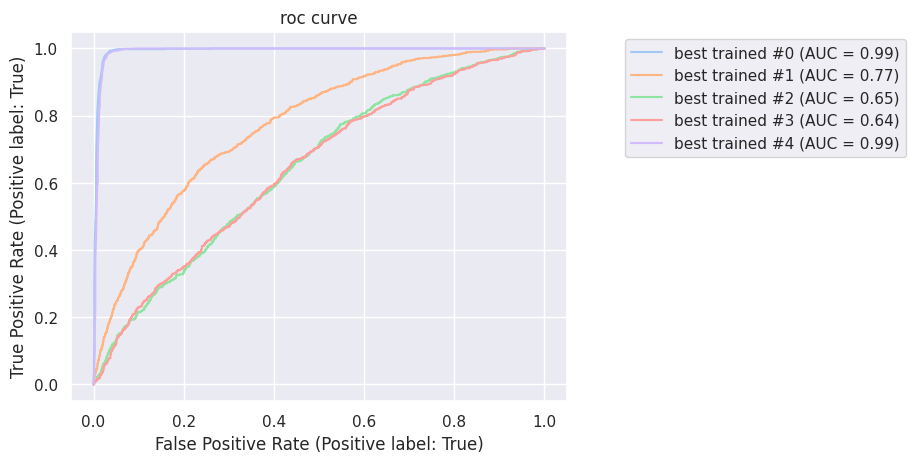 roc curve
best trained #0 (AUC = 0.99)
best trained #1 (AUC = 0.77)
best trained #2 (AUC = 0.65)
best trained #3 (AUC = 0.64)
best trained #4 (AUC = 0.99)
True Positive Rate (Positive label: True)
1.0
0.8
0.6
0.4
0.2
0.0
0.0 0.2 0.4 0.6 0.8 1.0
False Positive Rate (Positive label: True)